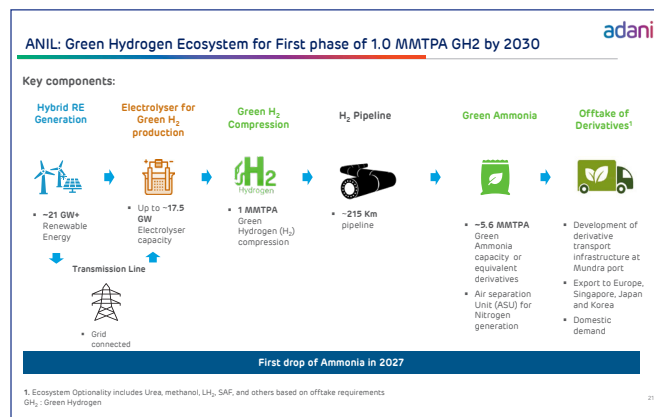 adani
ANIL: Green Hydrogen Ecosystem for First phase of 1.0 MMTPA GH2 by 2030
Key components:
Hybrid RE
Generation
▪ ~21 GW+
Renewable
Energy
Electrolyser for
Green H₂
production
▪ Up to ~17.5
GW
Electrolyser
capacity
Transmission Line
▪ Grid
connected
Green H₂
Compression
H2
Hydrogen
▪ 1 MMTPA
Green
Hydrogen (H₂)
compression
H₂ Pipeline
▪ ~215 Km
pipeline
Green Ammonia
▪ ~5.6 MMTPA
Green
Ammonia
capacity or
equivalent
derivatives
▪ Air separation
Unit (ASU) for
Nitrogen
generation
Offtake of
Derivatives¹
▪ Development of
derivative
transport
infrastructure at
Mundra port
▪ Export to Europe,
Singapore, Japan
and Korea
▪ Domestic
demand
First drop of Ammonia in 2027
1. Ecosystem Optionality includes Urea, methanol, LH₂, SAF, and others based on offtake requirements
GH₂ : Green Hydrogen
21